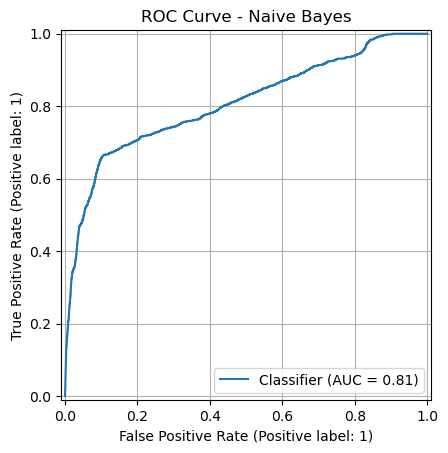 ROC Curve - Naive Bayes
True Positive Rate (Positive label: 1)
1.0
0.8
0.6
0.4
0.2
0.0
Classifier (AUC = 0.81)
0.0 0.2 0.4 0.6 0.8 1.0
False Positive Rate (Positive label: 1)